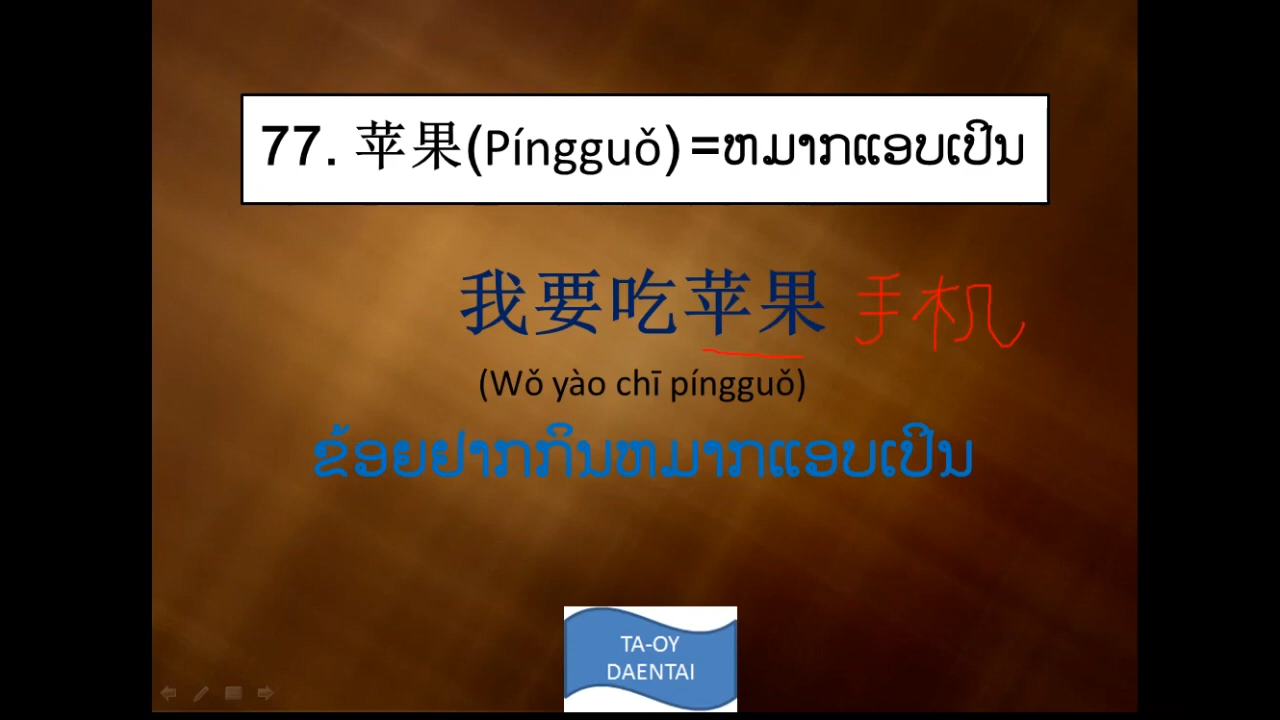 77. 苹果(Píngguǒ) =ຫມາກແອບເປີນ
我要吃苹果 手机
(Wǒ yào chī píngguǒ)
ຂ້ອຍຢາກກິນຫມາກແອບເປີນ
TA-OY
DAENTAI